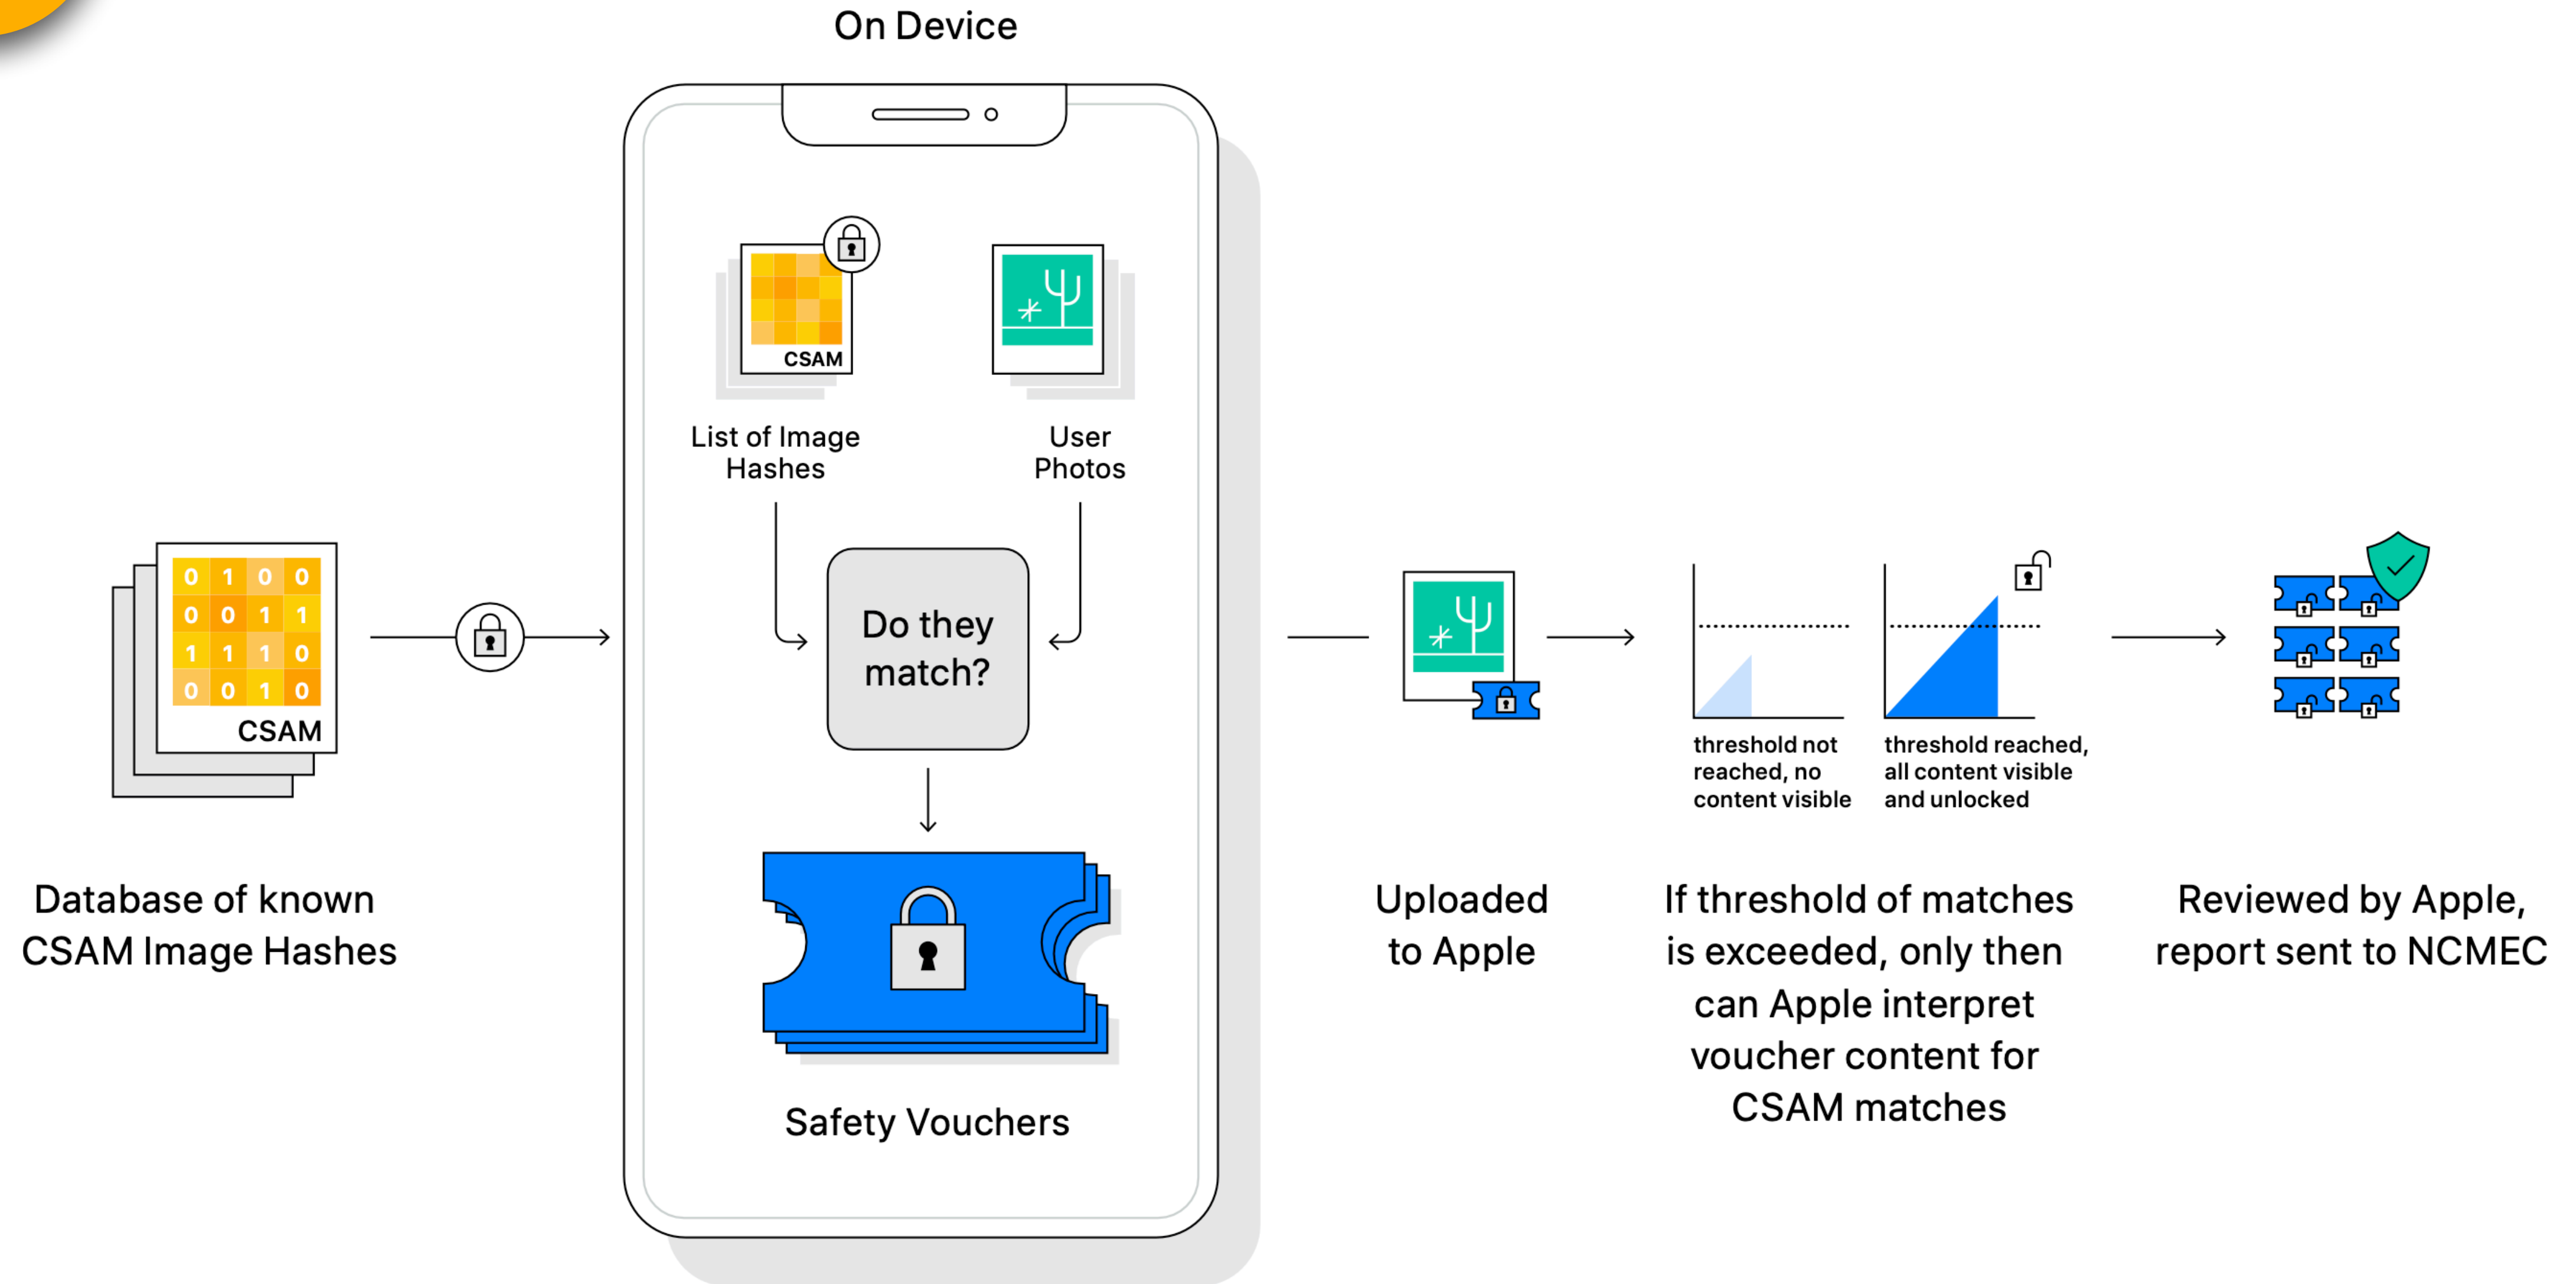 On Device
CSAM
List of Image
Hashes
User
Photos
Do they
match?
Safety Vouchers
0 1 0 0
0 0 1 1
1 1 1 0
0 0 1 0
CSAM
Database of known
CSAM Image Hashes
Uploaded
to Apple
threshold not
reached, no
content visible
threshold reached,
all content visible
and unlocked
If threshold of matches
is exceeded, only then
can Apple interpret
voucher content for
CSAM matches
Reviewed by Apple,
report sent to NCMEC